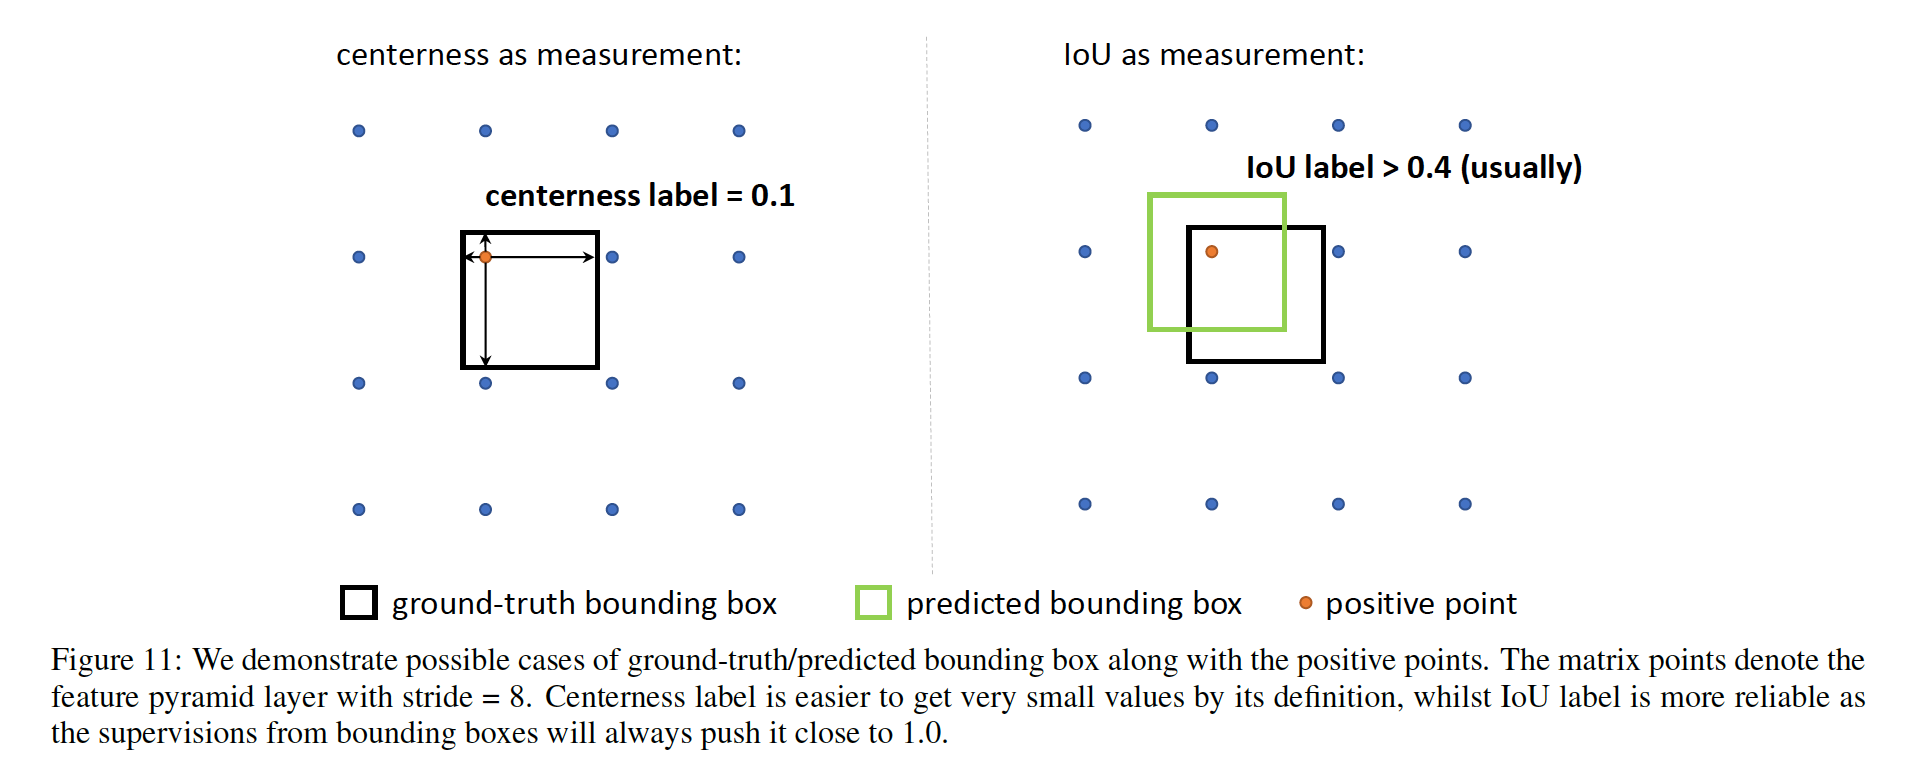 centerness as measurement:
IoU as measurement:
centerness label = 0.1
IoU label > 0.4 (usually)
ground-truth bounding box
predicted bounding box
positive point
Figure 11: We demonstrate possible cases of ground-truth/predicted bounding box along with the positive points. The matrix points denote the
feature pyramid layer with stride = 8. Centerness label is easier to get very small values by its definition, whilst IoU label is more reliable as
the supervisions from bounding boxes will always push it close to 1.0.